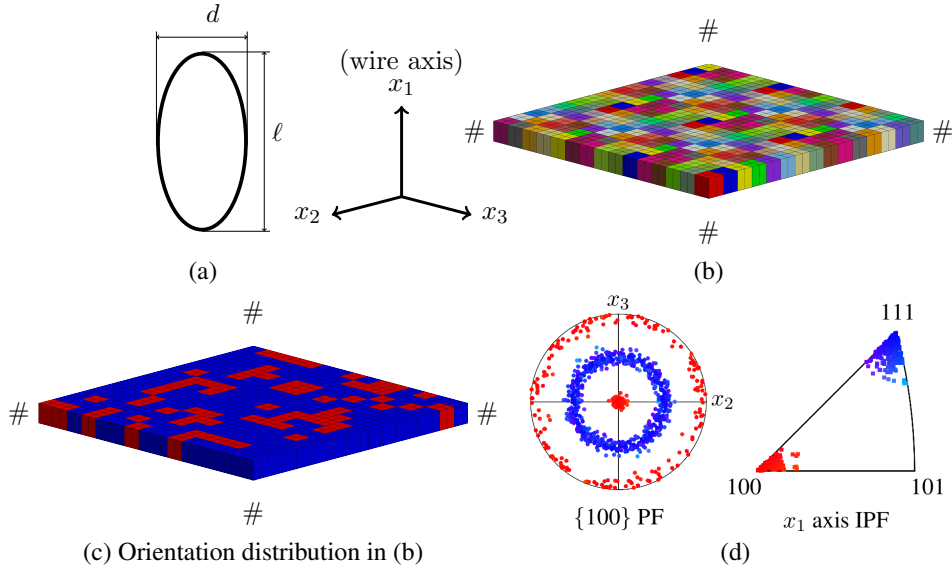 d
ℓ
(a)
(wire axis)
x₁
x₂
x₃
#
#
#
#
(b)
#
#
#
#
(c) Orientation distribution in (b)
x₃
x₂
{100} PF
111
100
101
x₁ axis IPF
(d)